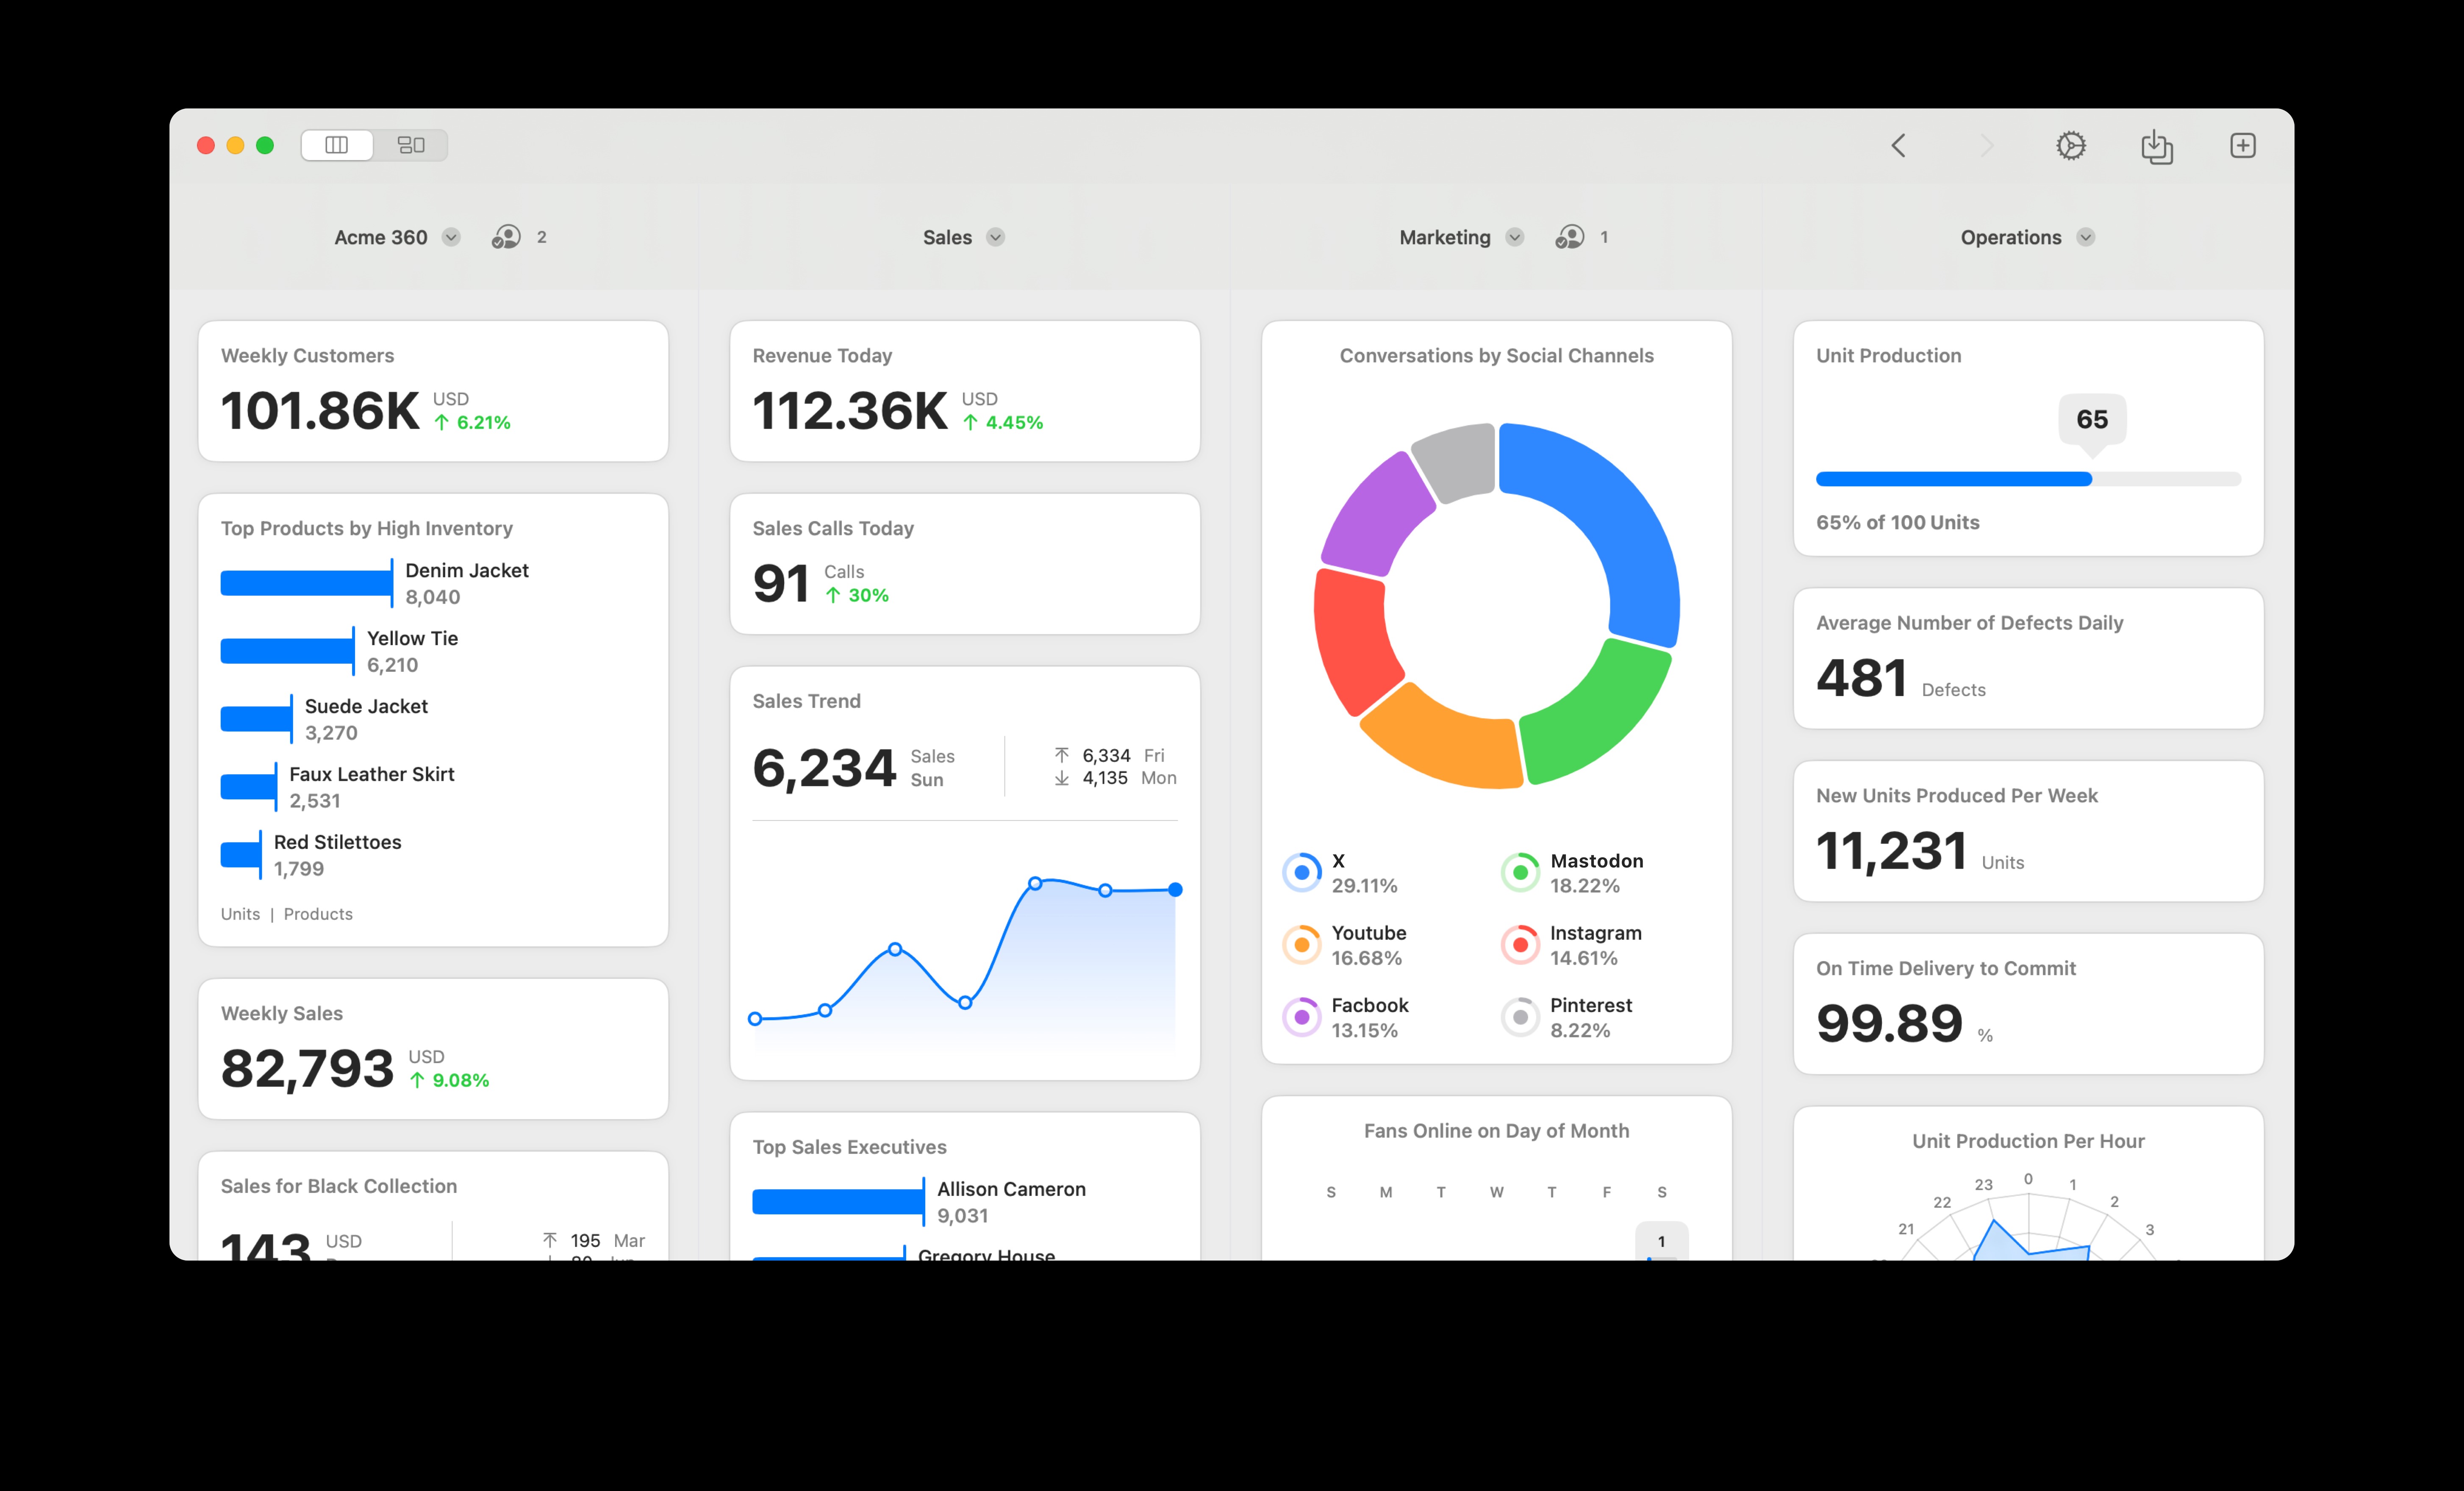 Acme 360 2
Sales
Marketing 1
Operations
Weekly Customers
101.86K USD
↑ 6.21%
Top Products by High Inventory
Denim Jacket
8,040
Yellow Tie
6,210
Suede Jacket
3,270
Faux Leather Skirt
2,531
Red Stilettoes
1,799
Units | Products
Weekly Sales
82,793 USD
↑ 9.08%
Sales for Black Collection
143 USD
195 Mar
Revenue Today
112.36K USD
↑ 4.45%
Sales Calls Today
91 Calls
↑ 30%
Sales Trend
6,234 Sales
Sun
6,334 Fri
4,135 Mon
Top Sales Executives
Allison Cameron
9,031
Gregory House
Conversations by Social Channels
X
29.11%
Mastodon
18.22%
Youtube
16.68%
Instagram
14.61%
Facbook
13.15%
Pinterest
8.22%
Fans Online on Day of Month
S M T W T F S
1
Unit Production
65
65% of 100 Units
Average Number of Defects Daily
481 Defects
New Units Produced Per Week
11,231 Units
On Time Delivery to Commit
99.89 %
Unit Production Per Hour
23 0 1
22 2
21 3